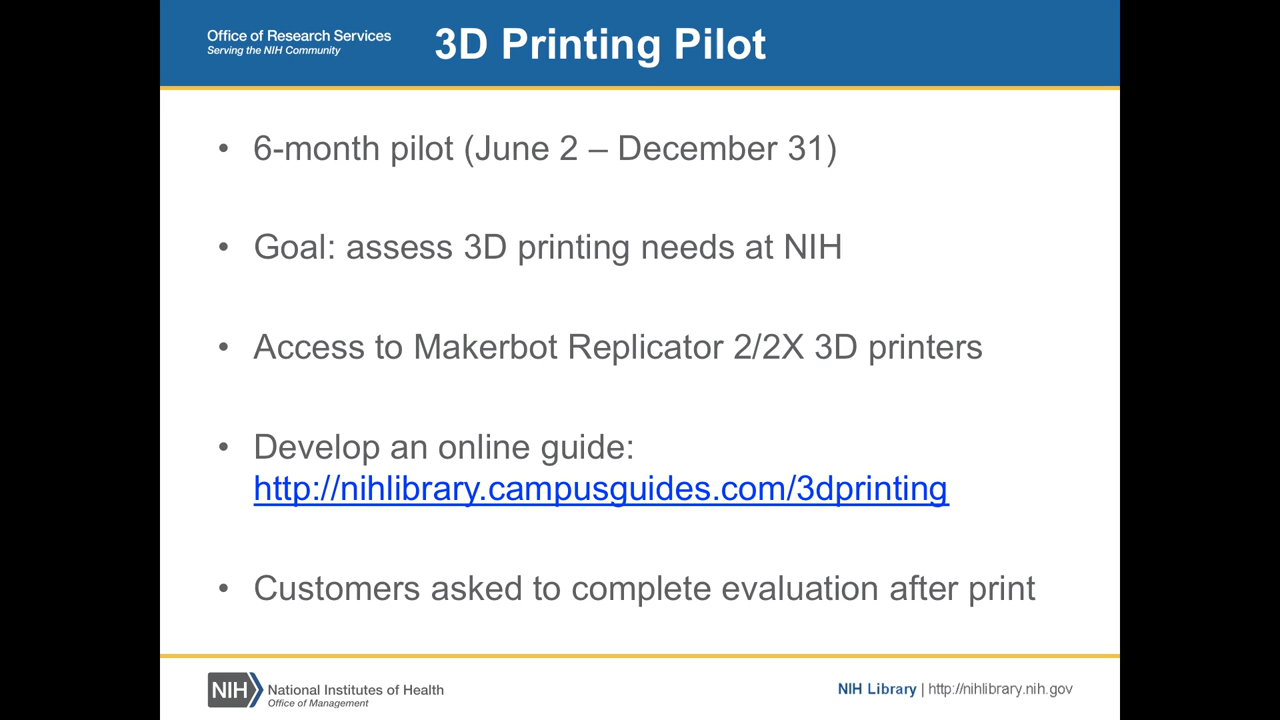 Office of Research Services
Serving the NIH Community
3D Printing Pilot
• 6-month pilot (June 2 – December 31)
• Goal: assess 3D printing needs at NIH
• Access to Makerbot Replicator 2/2X 3D printers
• Develop an online guide:
http://nihlibrary.campusguides.com/3dprinting
• Customers asked to complete evaluation after print
NIH National Institutes of Health
Office of Management
NIH Library | http://nihlibrary.nih.gov